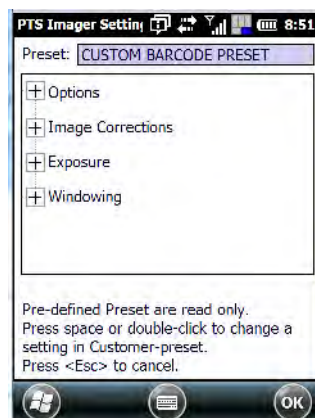 PTS Imager Settin 8:51
Preset: CUSTOM BARCODE PRESET
Options
Image Corrections
Exposure
Windowing
Pre-defined Preset are read only.
Press space or double-click to change a
setting in Customer-preset.
Press <Esc> to cancel.
OK